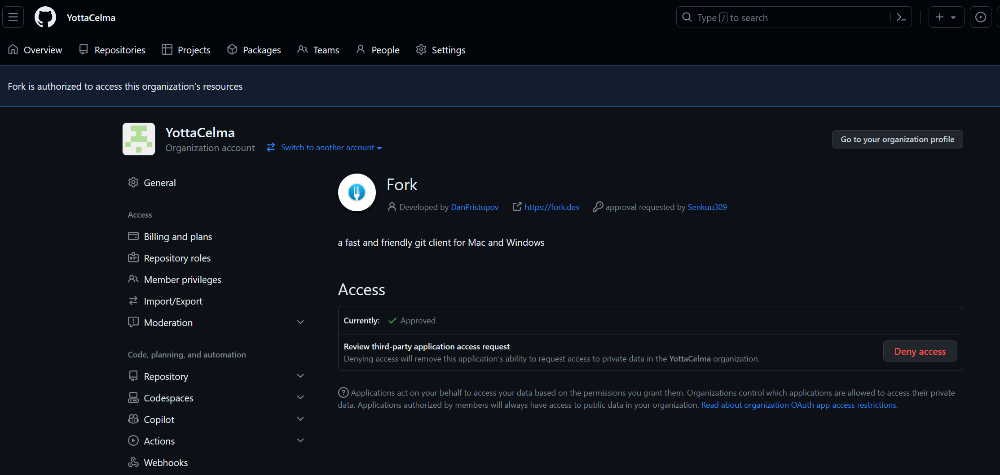 YottaCelma
Type / to search
Overview
Repositories
Projects
Packages
Teams
People
Settings
Fork is authorized to access this organization’s resources
YottaCelma
Organization account
Switch to another account
Go to your organization profile
General
Access
Billing and plans
Repository roles
Member privileges
Import/Export
Moderation
Code, planning, and automation
Repository
Codespaces
Copilot
Actions
Webhooks
Fork
Developed by DanPristupov
https://fork.dev
approval requested by Senkuu309
a fast and friendly git client for Mac and Windows
Access
Currently: Approved
Review third-party application access request
Denying access will remove this application’s ability to request access to private data in the YottaCelma organization.
Deny access
Applications act on your behalf to access your data based on the permissions you grant them. Organizations control which applications are allowed to access their private
data. Applications authorized by members will always have access to public data in your organization. Read about organization OAuth app access restrictions.